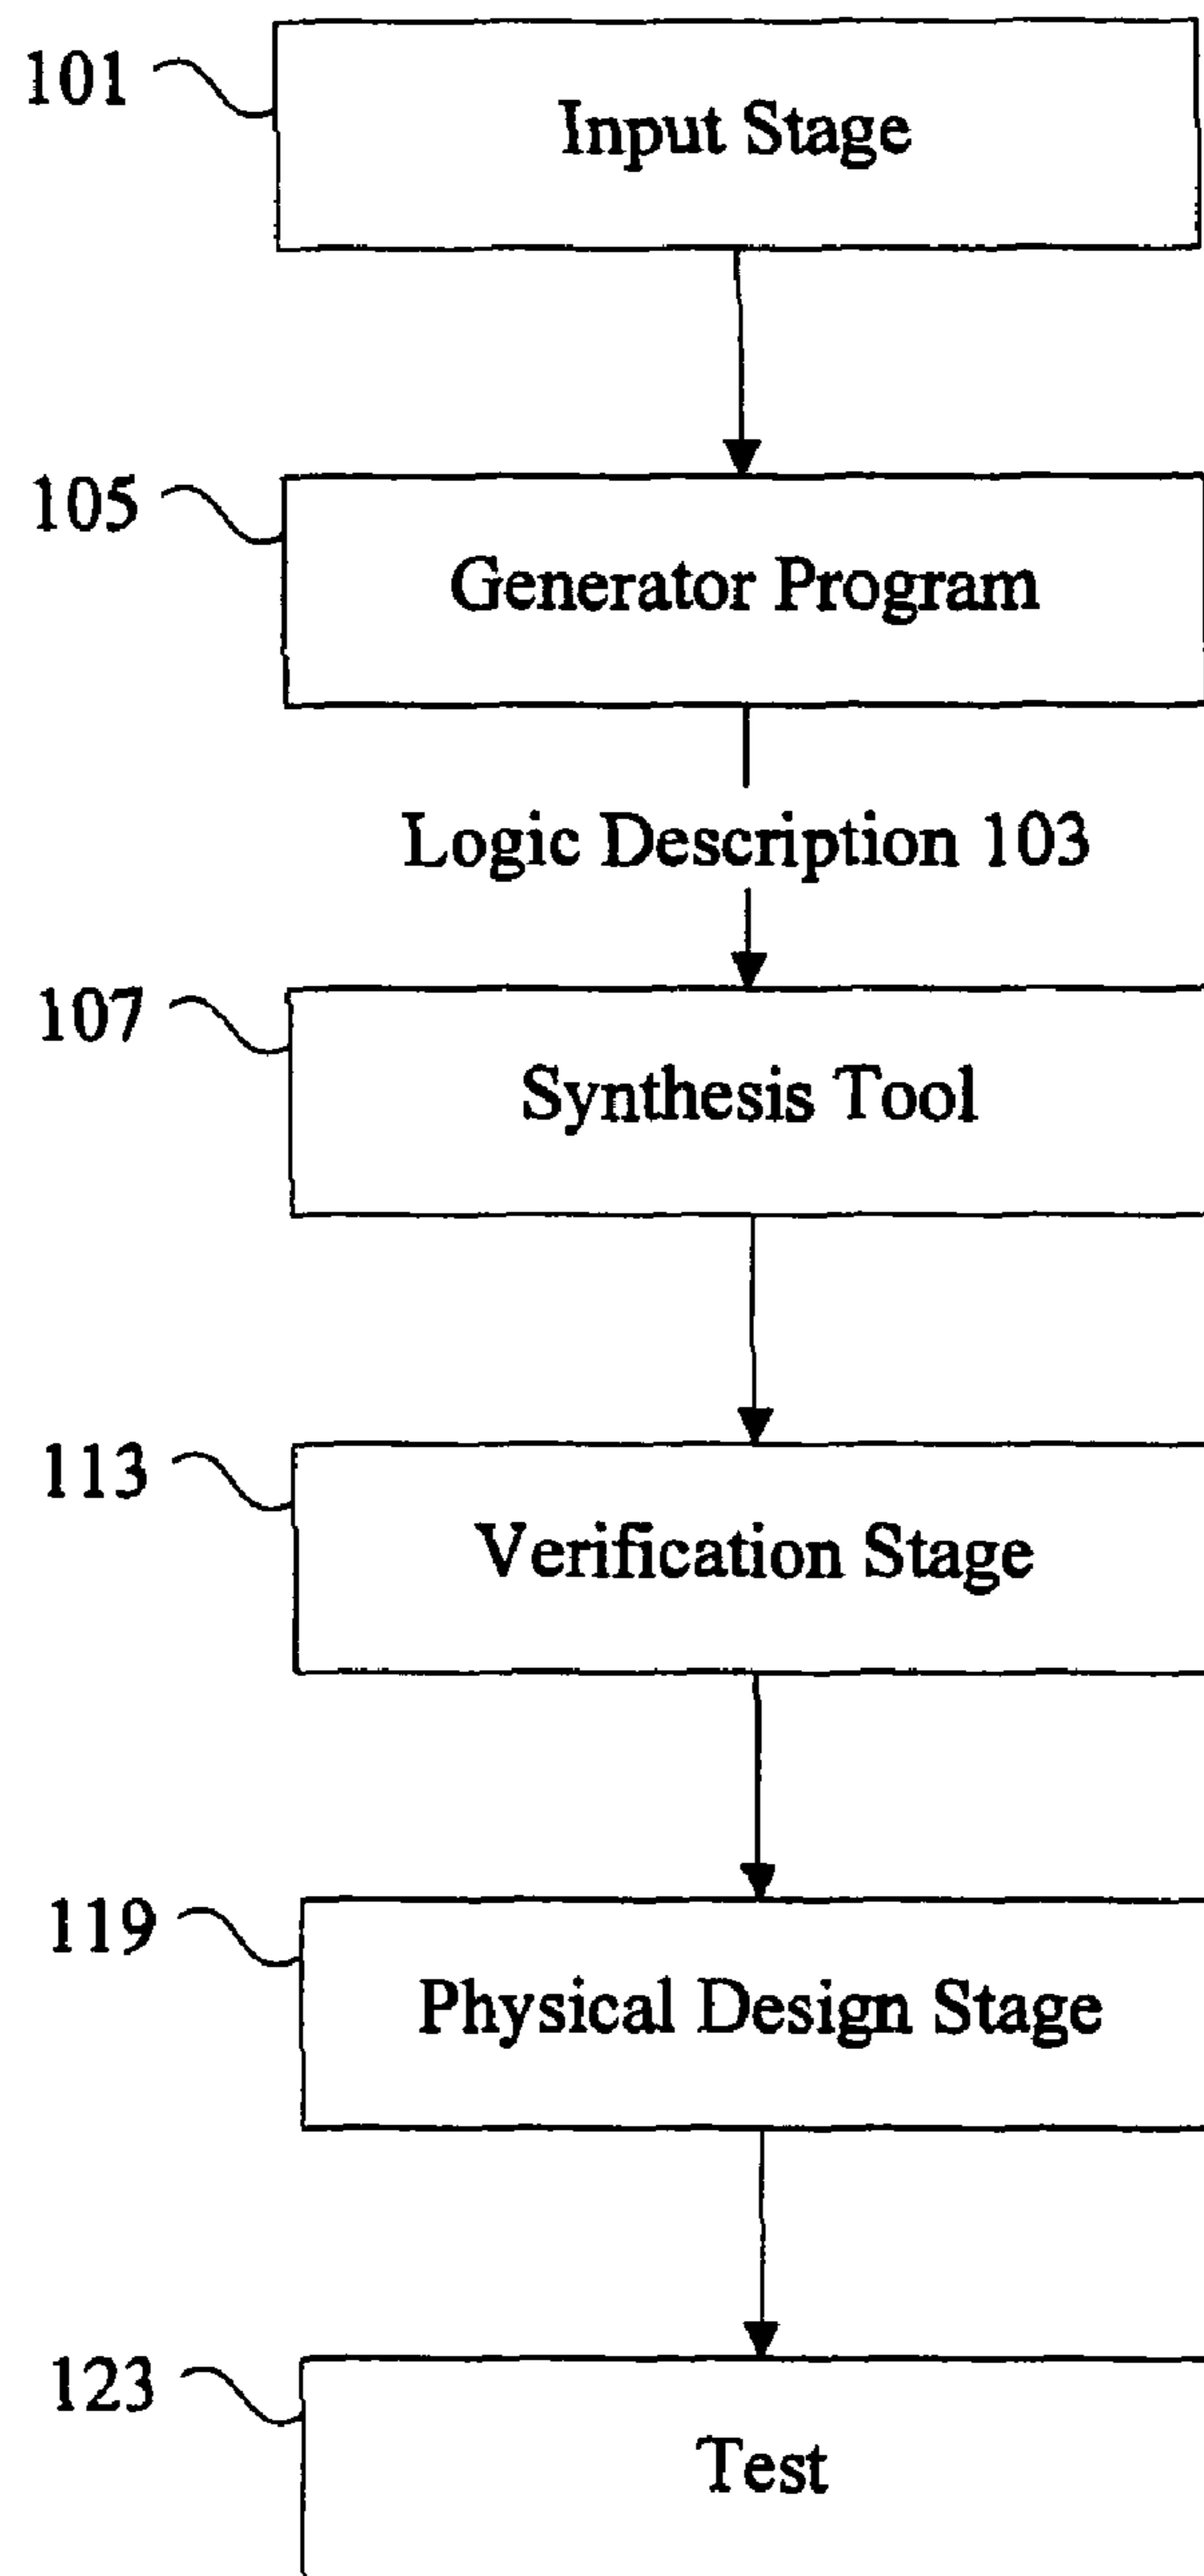 101
Input Stage
105
Generator Program
Logic Description 103
107
Synthesis Tool
113
Verification Stage
119
Physical Design Stage
123
Test